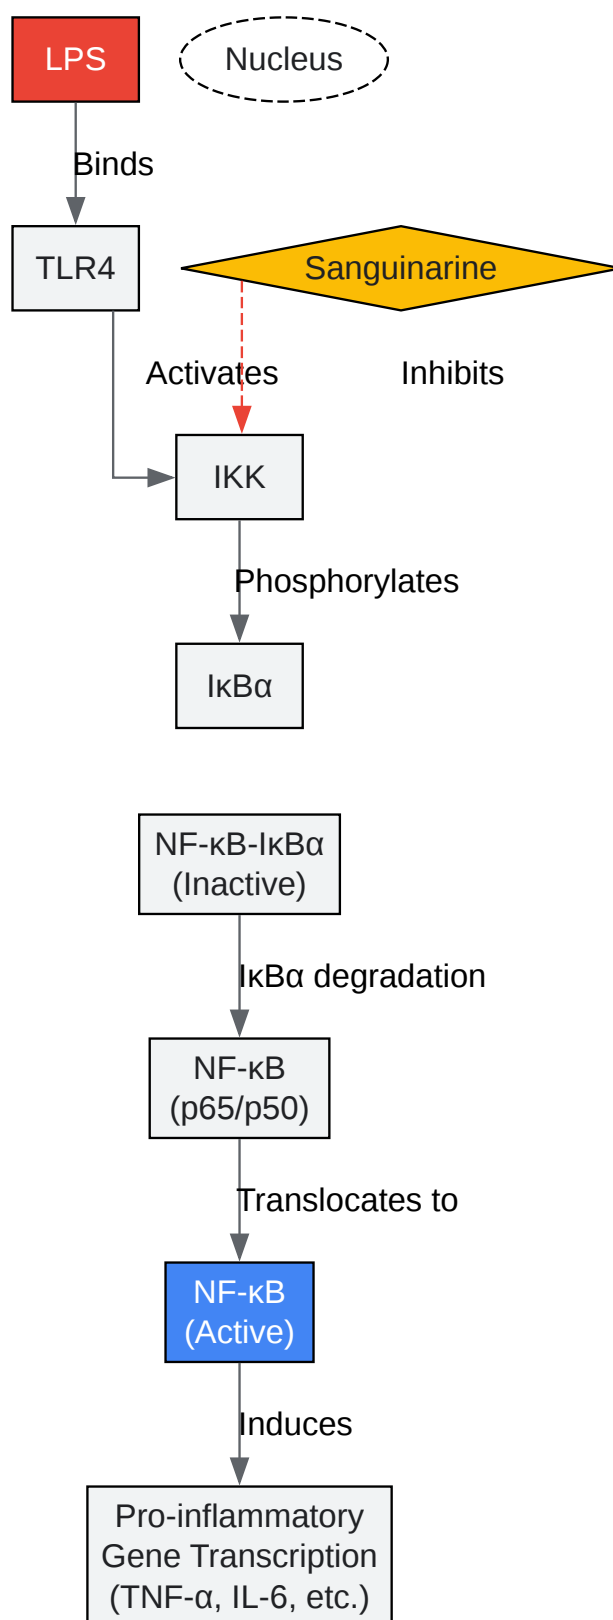 LPS
Nucleus
Binds
TLR4
Sanguinarine
Activates
Inhibits
IKK
Phosphorylates
IκBα
NF-κB-IκBα
(Inactive)
IκBα degradation
NF-κB
(p65/p50)
Translocates to
NF-κB
(Active)
Induces
Pro-inflammatory
Gene Transcription
(TNF-α, IL-6, etc.)